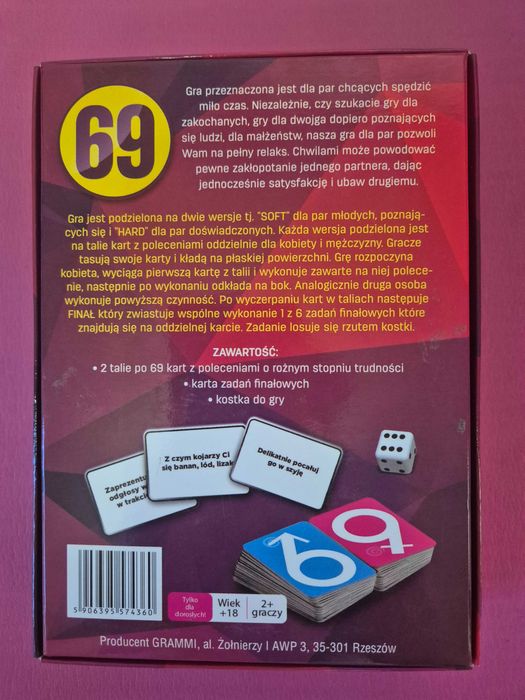 69
Gra przeznaczona jest dla par chcących spędzić
miło czas. Niezależnie, czy szukacie gry dla
zakochanych, gry dla dwojga dopiero poznających
się ludzi, dla małżeństw, nasza gra dla par pozwoli
Wam na pełny relaks. Chwilami może powodować
pewne zakłopotanie jednego partnera, dając
jednocześnie satysfakcję i ubaw drugiemu.
Gra jest podzielona na dwie wersje tj. "SOFT" dla par młodych, poznają-
cych się i "HARD" dla par doświadczonych. Każda wersja podzielona jest
na talie kart z poleceniami oddzielnie dla kobiety i mężczyzny. Gracze
tasują swoje karty i kładą na płaskiej powierzchni. Grę rozpoczyna
kobieta, wyciąga pierwszą kartę z talii i wykonuje zawarte na niej polece-
nie, następnie po wykonaniu odkłada na bok. Analogicznie druga osoba
wykonuje powyższą czynność. Po wyczerpaniu kart w taliach następuje
FINAŁ który zwiastuje wspólne wykonanie 1 z 6 zadań finałowych które
znajdują się na oddzielnej karcie. Zadanie losuje się rzutem kostki.
ZAWARTOŚĆ:
• 2 talie po 69 kart z poleceniami o rożnym stopniu trudności
• karta zadań finałowych
• kostka do gry
Zaprezentu
odgłosy w
w trakci
Z czym kojarzy Ci
się banan, lód, lizak
Delikatnie pocałuj
go w szyję
5 906395 574360
Tylko
dla
dorosłych!
Wiek
+18
2+
graczy
Producent GRAMMI, al. Żołnierzy I AWP 3, 35-301 Rzeszów